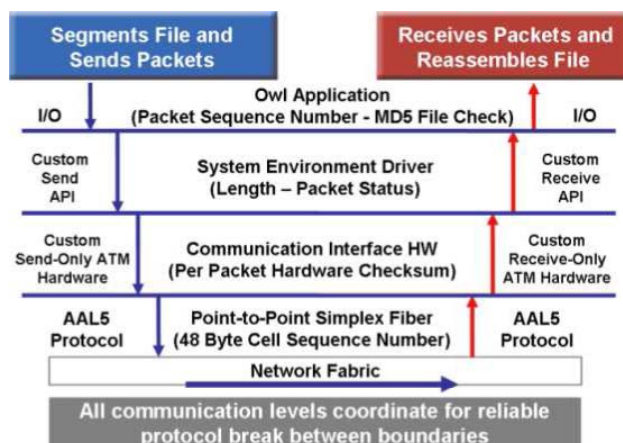 Segments File and
Sends Packets
Receives Packets and
Reassembles File
I/O
Owl Application
(Packet Sequence Number - MD5 File Check)
I/O
Custom
Send
API
System Environment Driver
(Length – Packet Status)
Custom
Receive
API
Custom
Send-Only ATM
Hardware
Communication Interface HW
(Per Packet Hardware Checksum)
Custom
Receive-Only
ATM Hardware
AAL5
Protocol
Point-to-Point Simplex Fiber
(48 Byte Cell Sequence Number)
AAL5
Protocol
Network Fabric
All communication levels coordinate for reliable
protocol break between boundaries